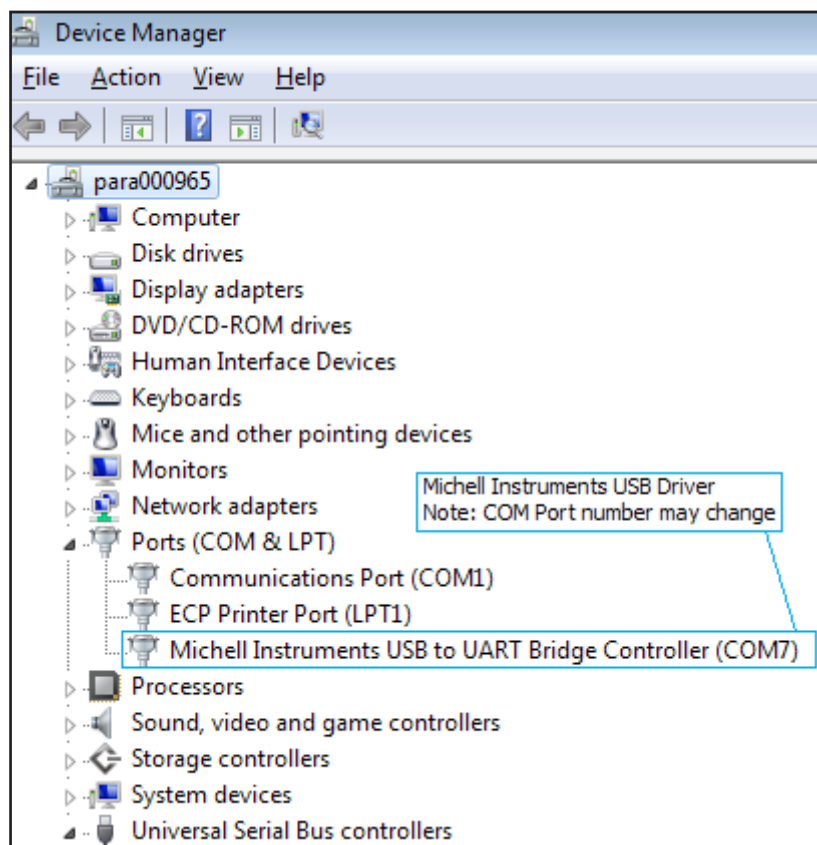 Device Manager
File Action View Help
para000965
Computer
Disk drives
Display adapters
DVD/CD-ROM drives
Human Interface Devices
Keyboards
Mice and other pointing devices
Monitors
Network adapters
Michell Instruments USB Driver
Note: COM Port number may change
Ports (COM & LPT)
Communications Port (COM1)
ECP Printer Port (LPT1)
Michell Instruments USB to UART Bridge Controller (COM7)
Processors
Sound, video and game controllers
Storage controllers
System devices
Universal Serial Bus controllers